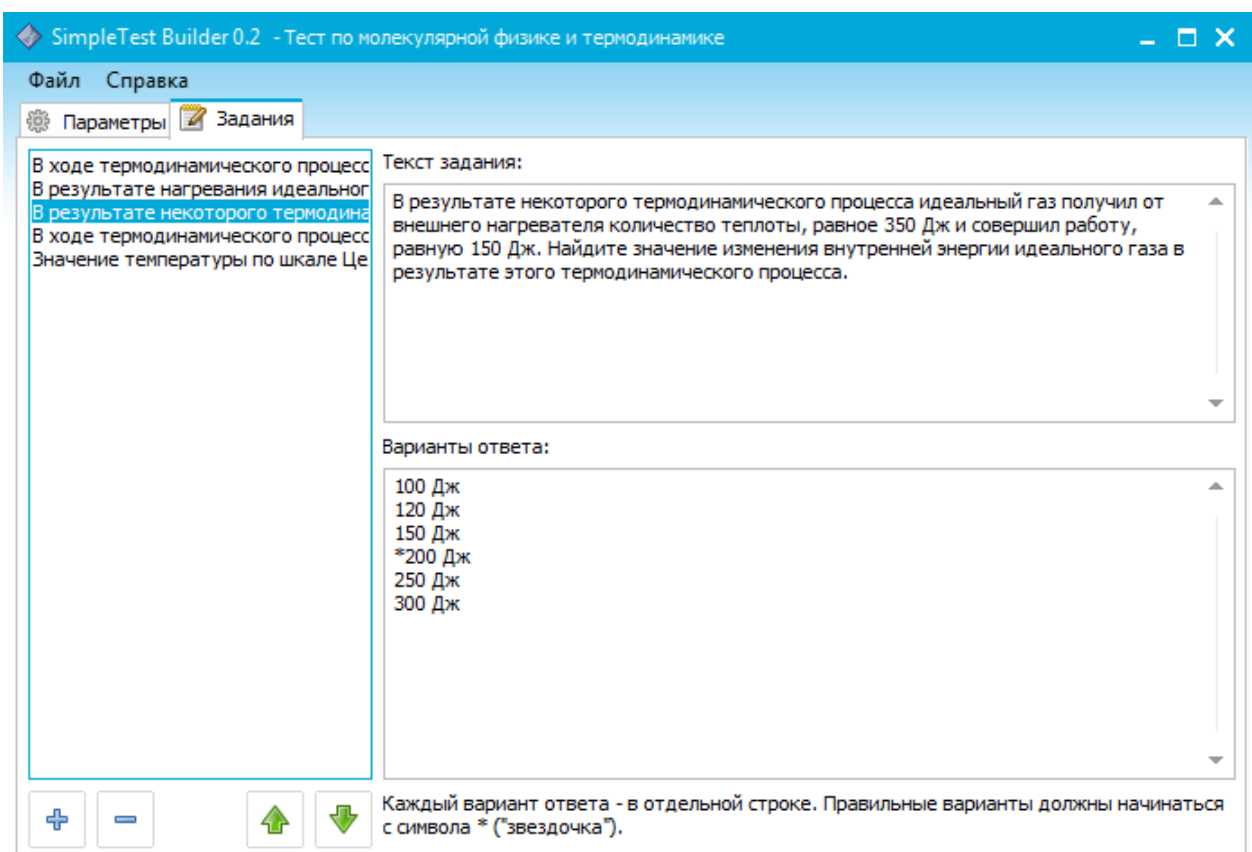 SimpleTest Builder 0.2 - Тест по молекулярной физике и термодинамике
Файл Справка
Параметры Задания
В ходе термодинамического процесс
В результате нагревания идеальног
В результате некоторого термодина
В ходе термодинамического процесс
Значение температуры по шкале Це
Текст задания:
В результате некоторого термодинамического процесса идеальный газ получил от
внешнего нагревателя количество теплоты, равное 350 Дж и совершил работу,
равную 150 Дж. Найдите значение изменения внутренней энергии идеального газа в
результате этого термодинамического процесса.
Варианты ответа:
100 Дж
120 Дж
150 Дж
*200 Дж
250 Дж
300 Дж
Каждый вариант ответа - в отдельной строке. Правильные варианты должны начинаться
с символа * ("звездочка").